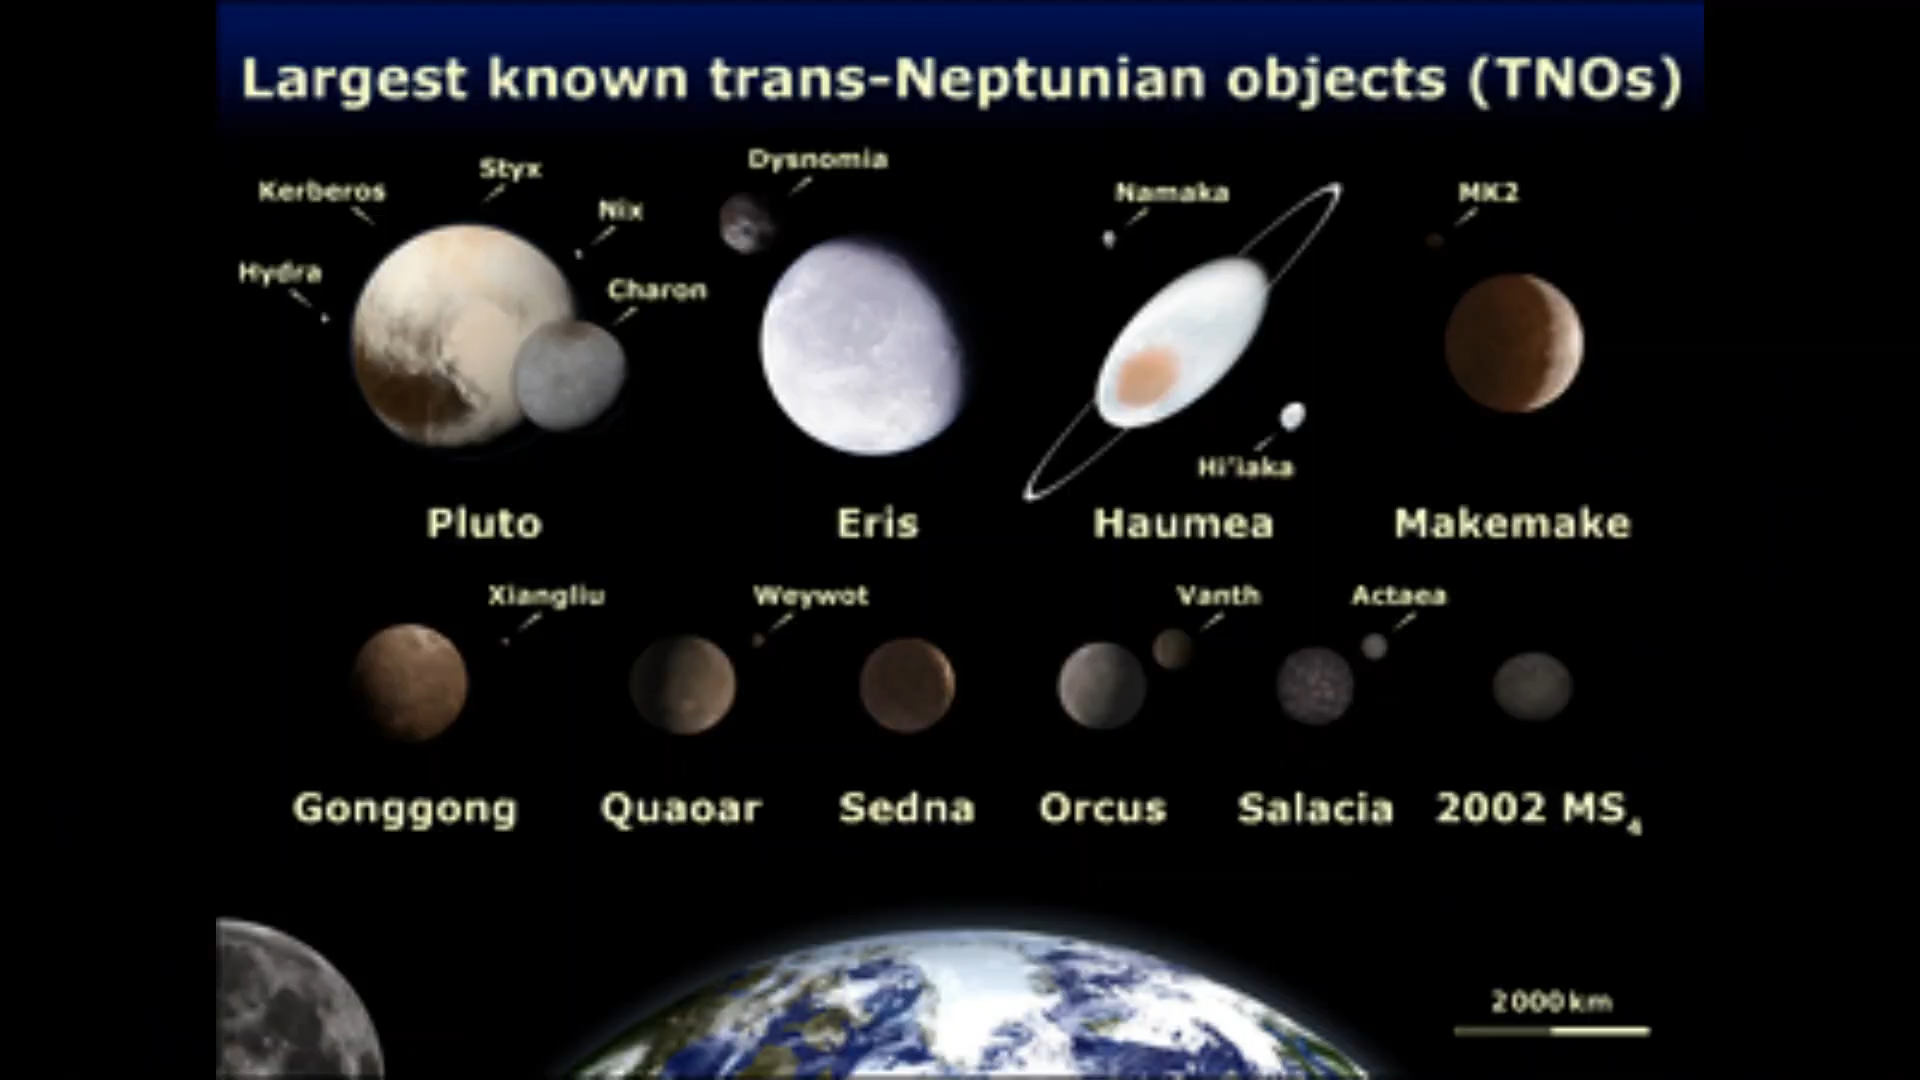 Largest known trans-Neptunian objects (TNOs)
Dysnomia
Styx
Kerberos
Namaka
MK2
Nix
Hydra
Charon
Hi'iaka
Pluto
Eris
Haumea
Makemake
Xiangliu
Weywot
Vanth
Actaea
Gonggong
Quaoar
Sedna
Orcus
Salacia
2002 MS₄
2000 km